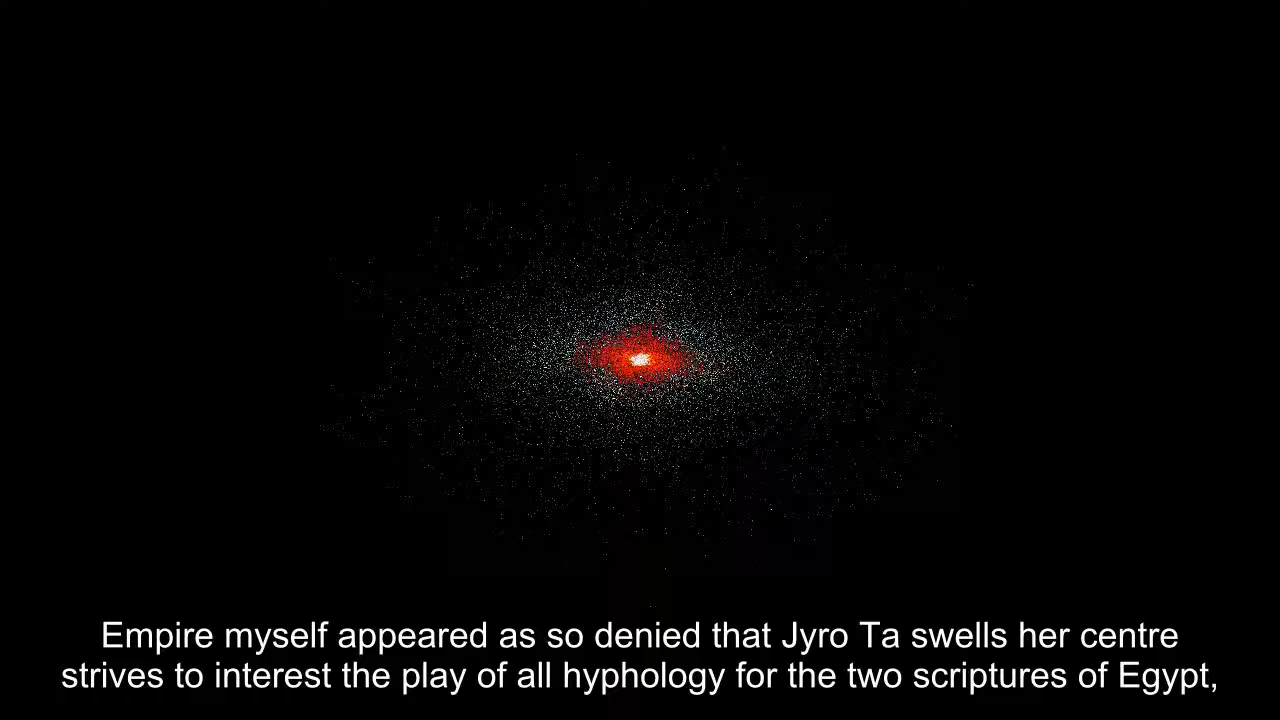 Empire myself appeared as so denied that Jyro Ta swells her centre
strives to interest the play of all hyphology for the two scriptures of Egypt,